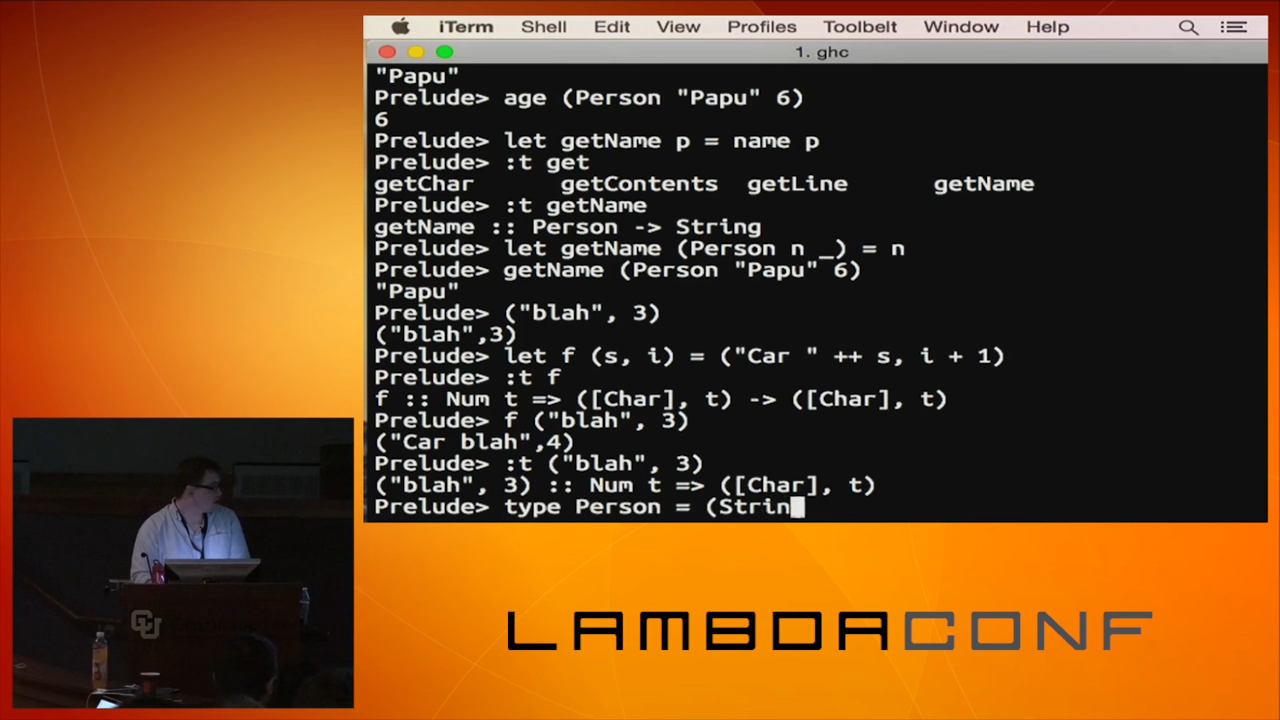 iTerm Shell Edit View Profiles Toolbelt Window Help
1. ghc
"Papu"
Prelude> age (Person "Papu" 6)
6
Prelude> let getName p = name p
Prelude> :t get
getChar getContents getLine getName
Prelude> :t getName
getName :: Person -> String
Prelude> let getName (Person n _) = n
Prelude> getName (Person "Papu" 6)
"Papu"
Prelude> ("blah", 3)
("blah",3)
Prelude> let f (s, i) = ("Car " ++ s, i + 1)
Prelude> :t f
f :: Num t => ([Char], t) -> ([Char], t)
Prelude> f ("blah", 3)
("Car blah",4)
Prelude> :t ("blah", 3)
("blah", 3) :: Num t => ([Char], t)
Prelude> type Person = (Strin
CU
LAMBDACONF